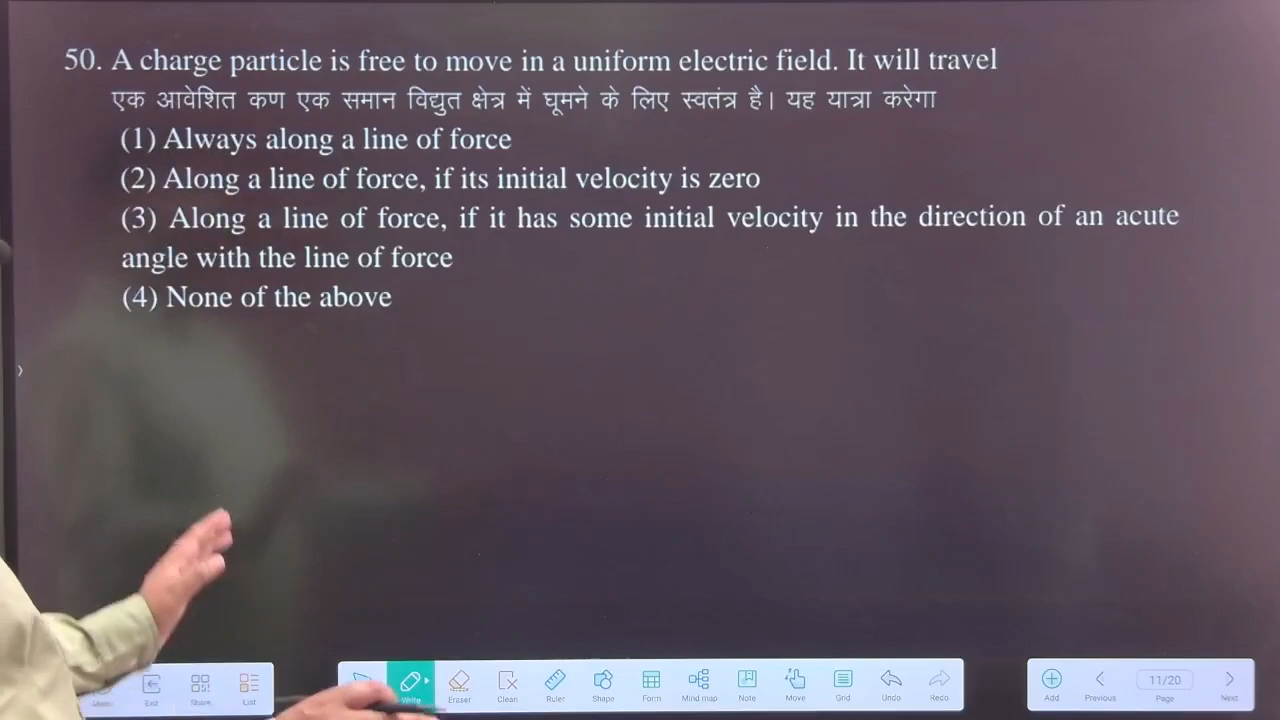 50. A charge particle is free to move in a uniform electric field. It will travel
एक आवेशित कण एक समान विद्युत क्षेत्र में घूमने के लिए स्वतंत्र है। यह यात्रा करेगा
(1) Always along a line of force
(2) Along a line of force, if its initial velocity is zero
(3) Along a line of force, if it has some initial velocity in the direction of an acute
angle with the line of force
(4) None of the above
Menu Exit Share List
Write Eraser Clean Ruler Shape Form Mind map Note Move Grid Undo Redo
Add Previous 11/20 Page Next